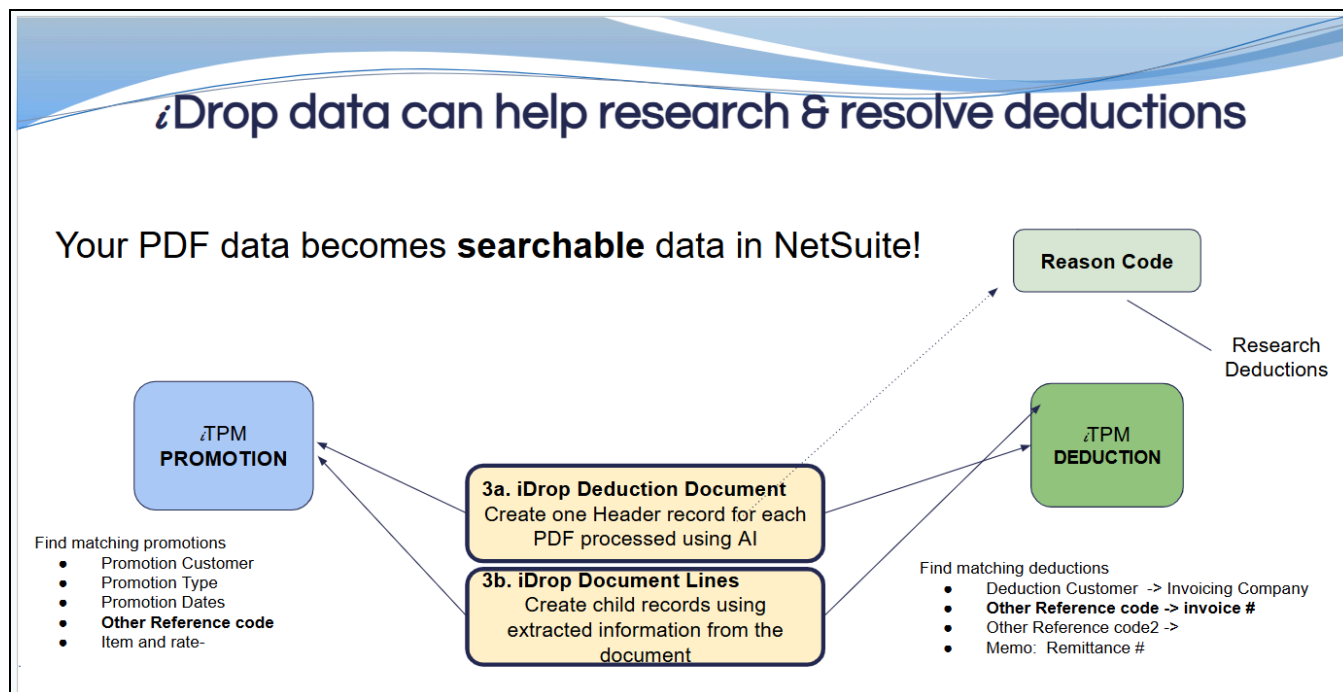 iDrop data can help research & resolve deductions
Your PDF data becomes searchable data in NetSuite!
Reason Code
Research
Deductions
iTPM
PROMOTION
iTPM
DEDUCTION
3a. iDrop Deduction Document
Create one Header record for each
PDF processed using AI
3b. iDrop Document Lines
Create child records using
extracted information from the
document
Find matching promotions
● Promotion Customer
● Promotion Type
● Promotion Dates
● Other Reference code
● Item and rate-
Find matching deductions
● Deduction Customer -> Invoicing Company
● Other Reference code -> invoice #
● Other Reference code2 ->
● Memo: Remittance #